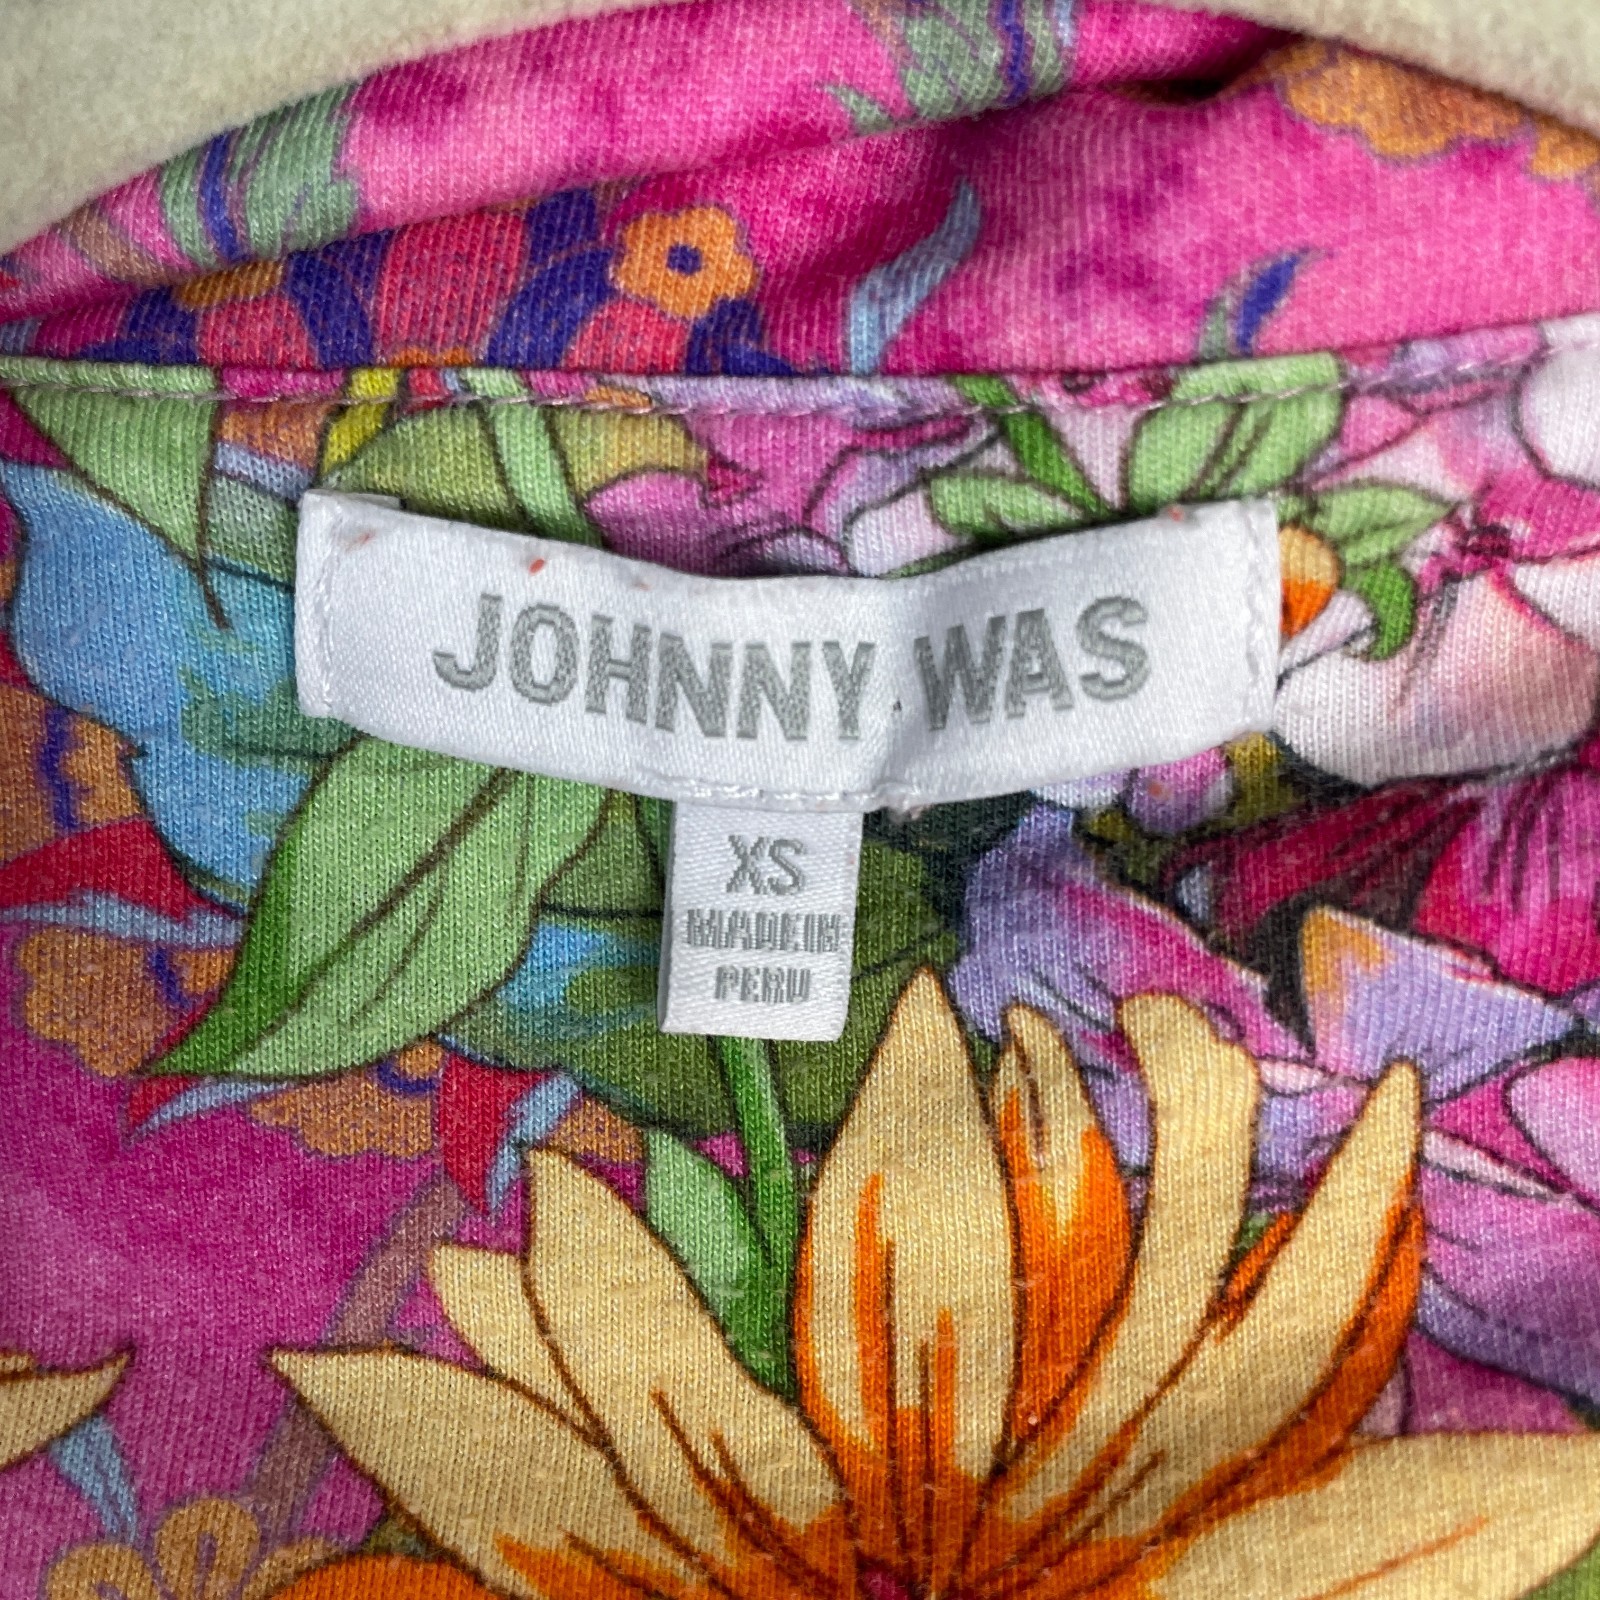 JOHNNY WAS
XS
MADE IN
PERU